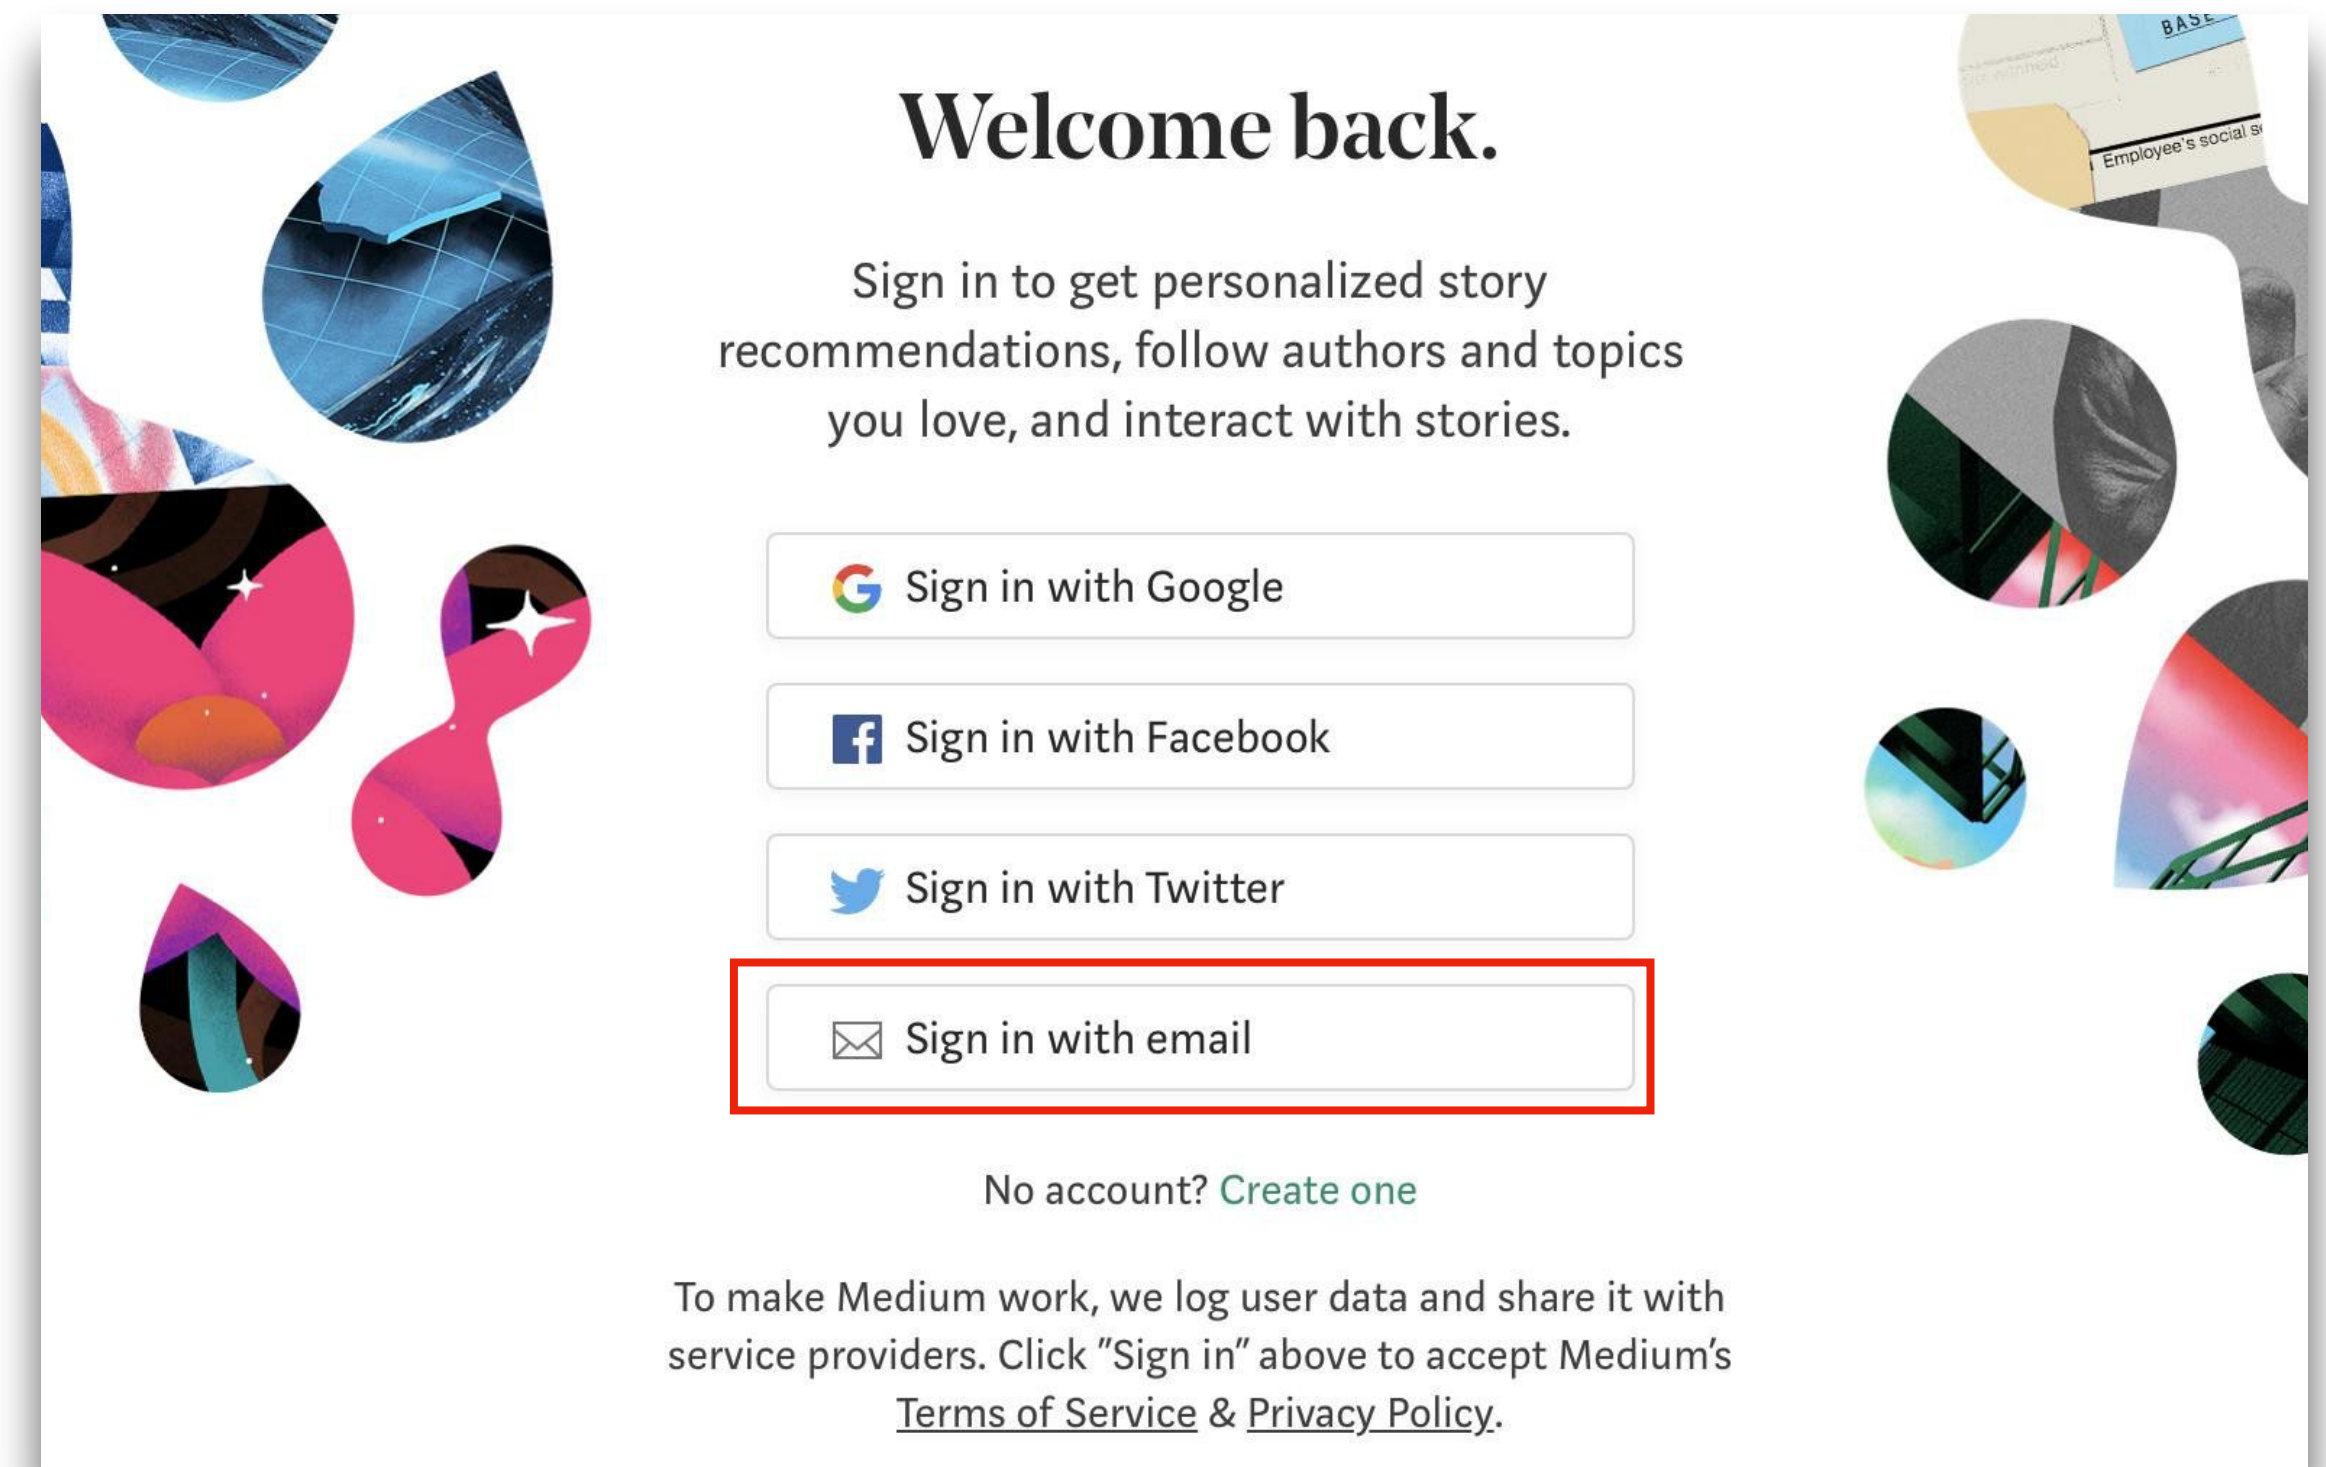 BASE
Employee's social
Welcome back.
Sign in to get personalized story
recommendations, follow authors and topics
you love, and interact with stories.
Sign in with Google
Sign in with Facebook
Sign in with Twitter
Sign in with email
No account? Create one
To make Medium work, we log user data and share it with
service providers. Click "Sign in" above to accept Medium's
Terms of Service & Privacy Policy.